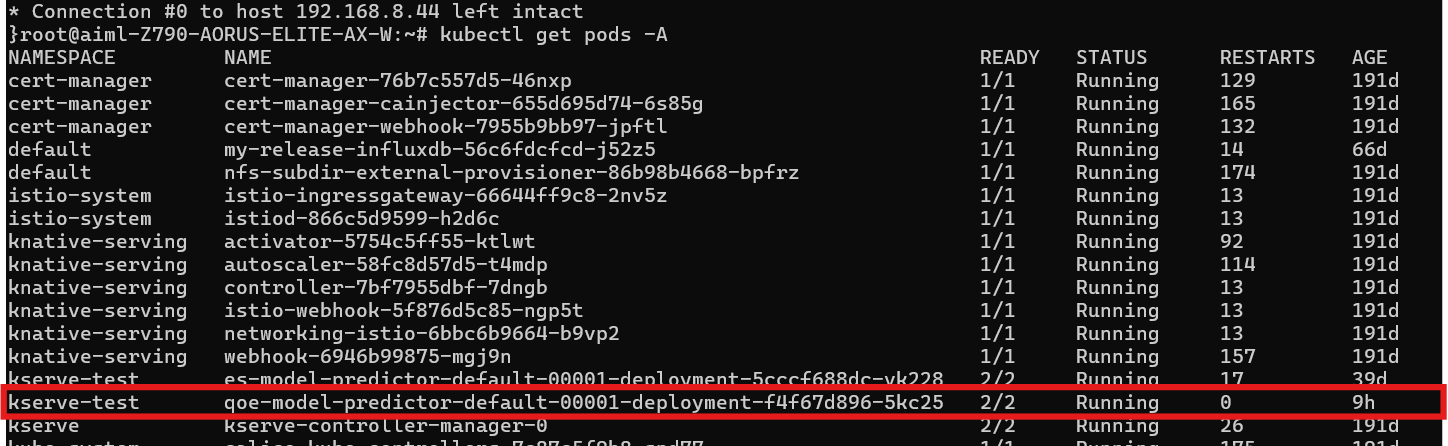 * Connection #0 to host 192.168.8.44 left intact
}root@aiml-Z790-AORUS-ELITE-AX-W:~# kubectl get pods -A
NAMESPACE NAME READY STATUS RESTARTS AGE
cert-manager cert-manager-76b7c557d5-46nxp 1/1 Running 129 191d
cert-manager cert-manager-cainjector-655d695d74-6s85g 1/1 Running 165 191d
cert-manager cert-manager-webhook-7955b9bb97-jpftl 1/1 Running 132 191d
default my-release-influxdb-56c6fdcfcd-j52z5 1/1 Running 14 66d
default nfs-subdir-external-provisioner-86b98b4668-bpfrz 1/1 Running 174 191d
istio-system istio-ingressgateway-66644ff9c8-2nv5z 1/1 Running 13 191d
istio-system istiod-866c5d9599-h2d6c 1/1 Running 13 191d
knative-serving activator-5754c5ff55-ktlwt 1/1 Running 92 191d
knative-serving autoscaler-58fc8d57d5-t4mdp 1/1 Running 114 191d
knative-serving controller-7bf7955dbf-7dngb 1/1 Running 13 191d
knative-serving istio-webhook-5f876d5c85-ngp5t 1/1 Running 13 191d
knative-serving networking-istio-6bbc6b9664-b9vp2 1/1 Running 13 191d
knative-serving webhook-6946b99875-mgj9n 1/1 Running 157 191d
kserve-test es-model-predictor-default-00001-deployment-5cccf688dc-vk228 2/2 Running 17 39d
kserve-test qoe-model-predictor-default-00001-deployment-f4f67d896-5kc25 2/2 Running 0 9h
kserve kserve-controller-manager-0 2/2 Running 26 191d
1/1 Running 191d